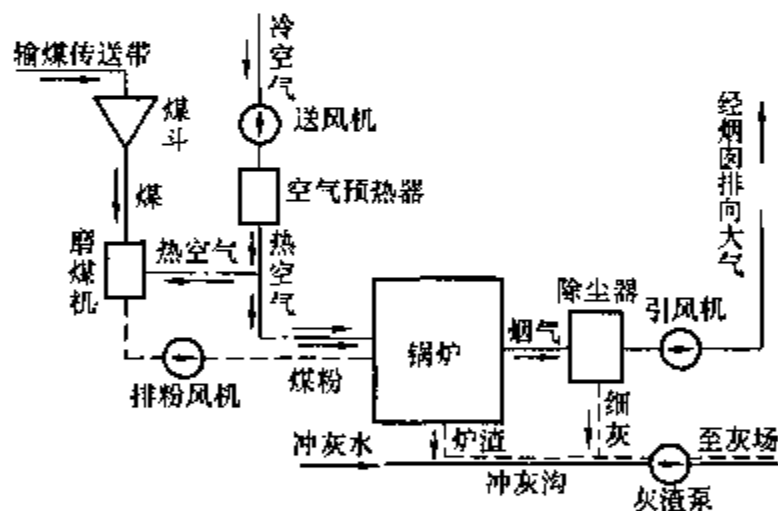 输煤传送带
冷空气
煤斗
送风机
经烟囱排向大气
煤
空气预热器
磨煤机
热空气
热空气
除尘器
引风机
锅炉
烟气
排粉风机
煤粉
细灰
冲灰水
炉渣
至灰场
冲灰沟
灰渣泵